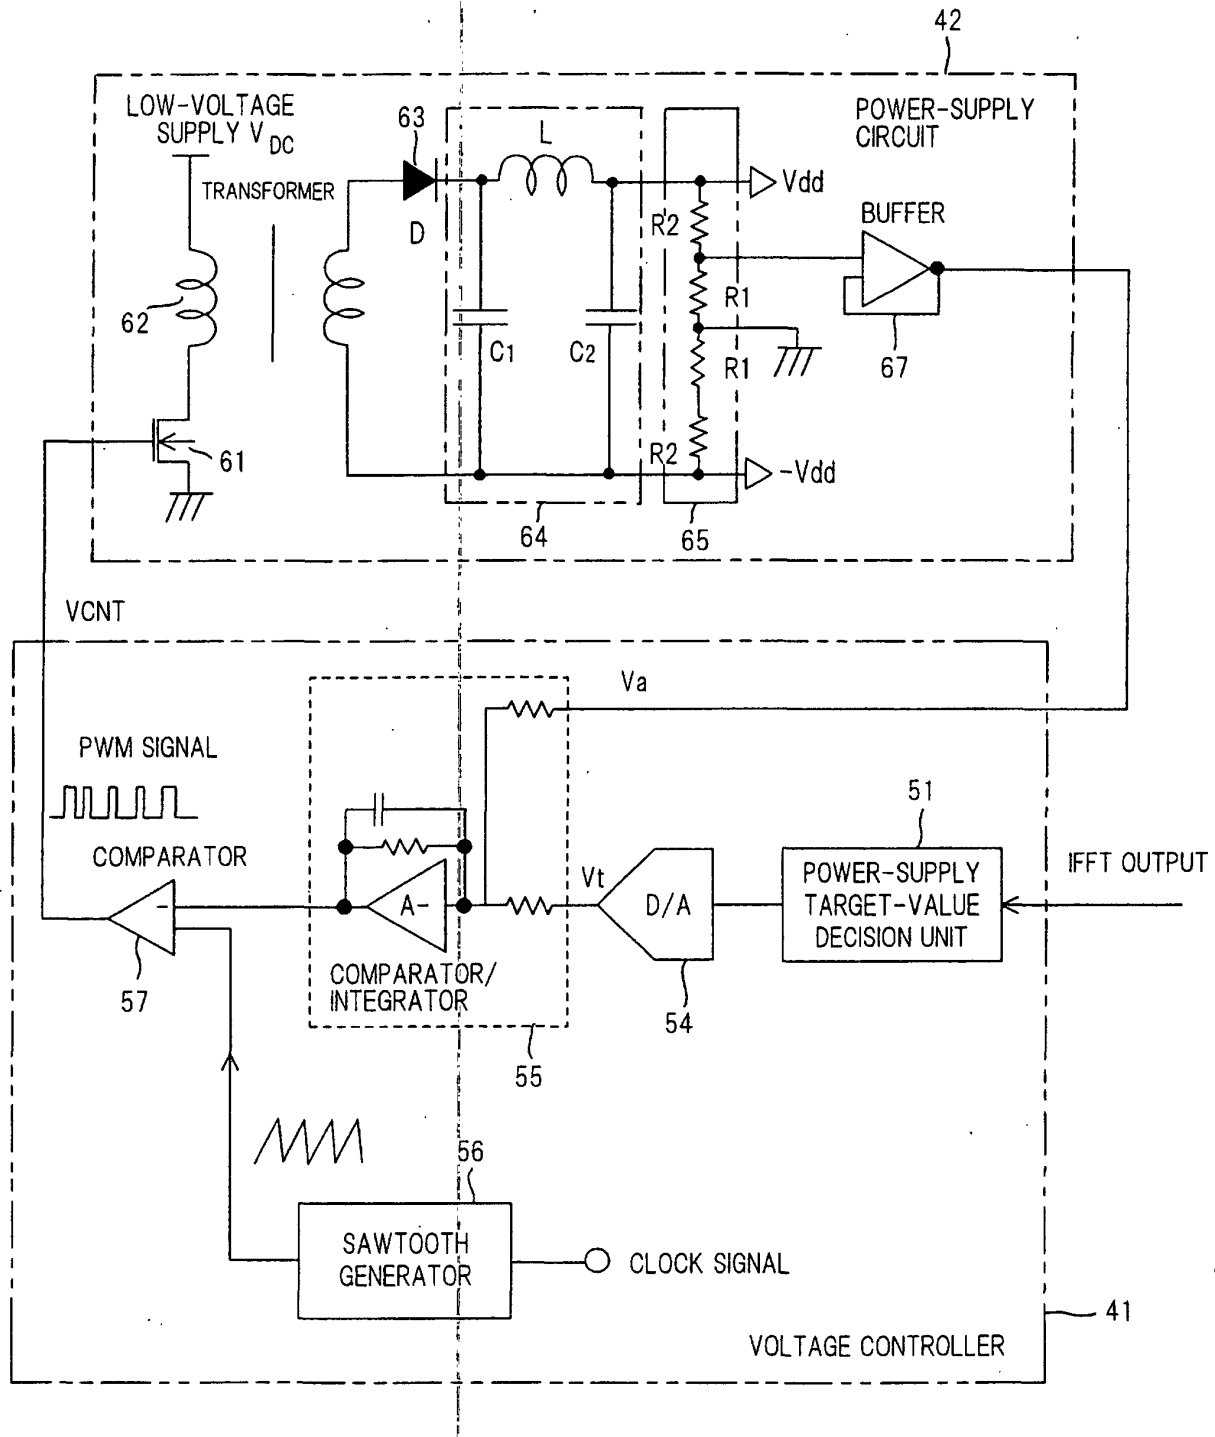 42
LOW-VOLTAGE
SUPPLY VDC
63
POWER-SUPPLY
CIRCUIT
TRANSFORMER
L
D
Vdd
R2
BUFFER
62
R1
C1
C2
R1
67
61
R2
-Vdd
64
65
VCNT
Va
PWM SIGNAL
51
COMPARATOR
IFFT OUTPUT
POWER-SUPPLY
TARGET-VALUE
DECISION UNIT
Vt
D/A
A-
-
COMPARATOR/
INTEGRATOR
57
54
55
56
SAWTOOTH
GENERATOR
CLOCK SIGNAL
41
VOLTAGE CONTROLLER